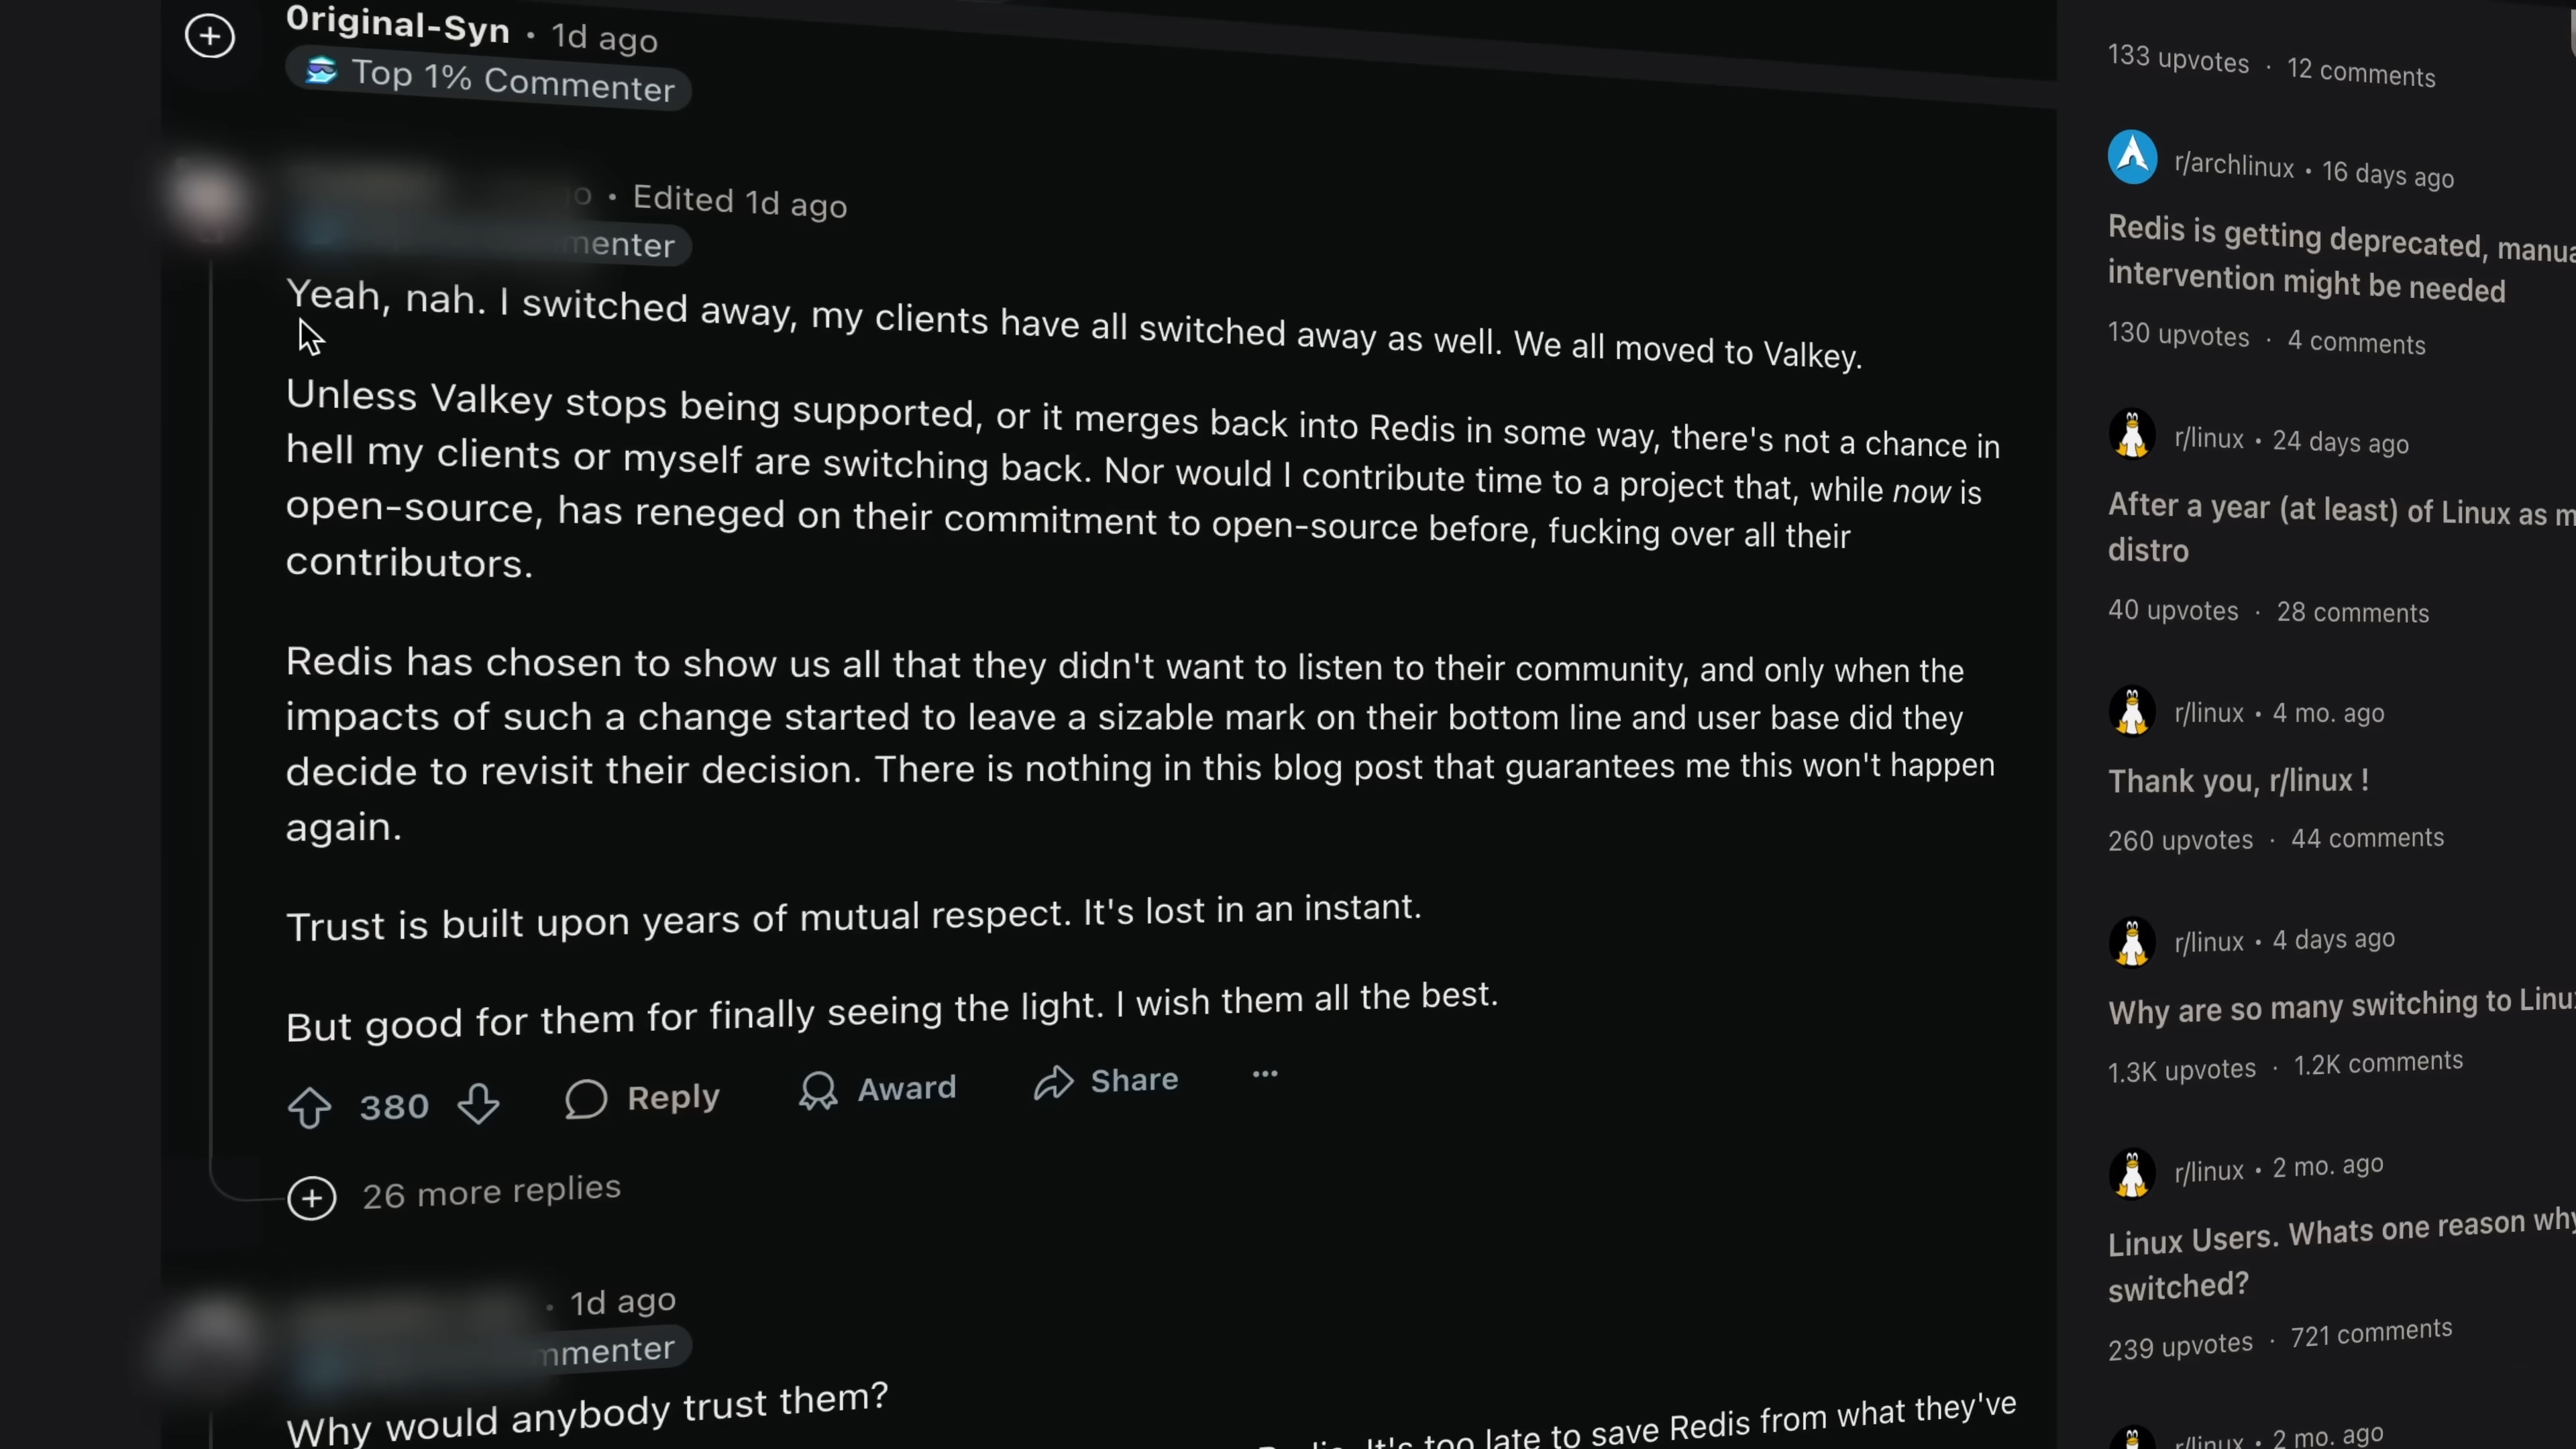 0riginal-Syn • 1d ago
Top 1% Commenter
• Edited 1d ago
Yeah, nah. I switched away, my clients have all switched away as well. We all moved to Valkey.
Unless Valkey stops being supported, or it merges back into Redis in some way, there's not a chance in
hell my clients or myself are switching back. Nor would I contribute time to a project that, while now is
open-source, has reneged on their commitment to open-source before, fucking over all their
contributors.
Redis has chosen to show us all that they didn't want to listen to their community, and only when the
impacts of such a change started to leave a sizable mark on their bottom line and user base did they
decide to revisit their decision. There is nothing in this blog post that guarantees me this won't happen
again.
Trust is built upon years of mutual respect. It's lost in an instant.
But good for them for finally seeing the light. I wish them all the best.
380 Reply Award Share ...
26 more replies
• 1d ago
Why would anybody trust them?
It's too late to save Redis from what they've
133 upvotes · 12 comments
r/archlinux • 16 days ago
Redis is getting deprecated,
intervention might be needed
130 upvotes · 4 comments
r/linux • 24 days ago
After a year (at least) of Linux as
distro
40 upvotes · 28 comments
r/linux • 4 mo. ago
Thank you, r/linux !
260 upvotes · 44 comments
r/linux • 4 days ago
Why are so many switching to
1.3K upvotes · 1.2K comments
r/linux • 2 mo. ago
Linux Users. Whats one reason why
switched?
239 upvotes · 721 comments
r/linux • 2 mo. ago